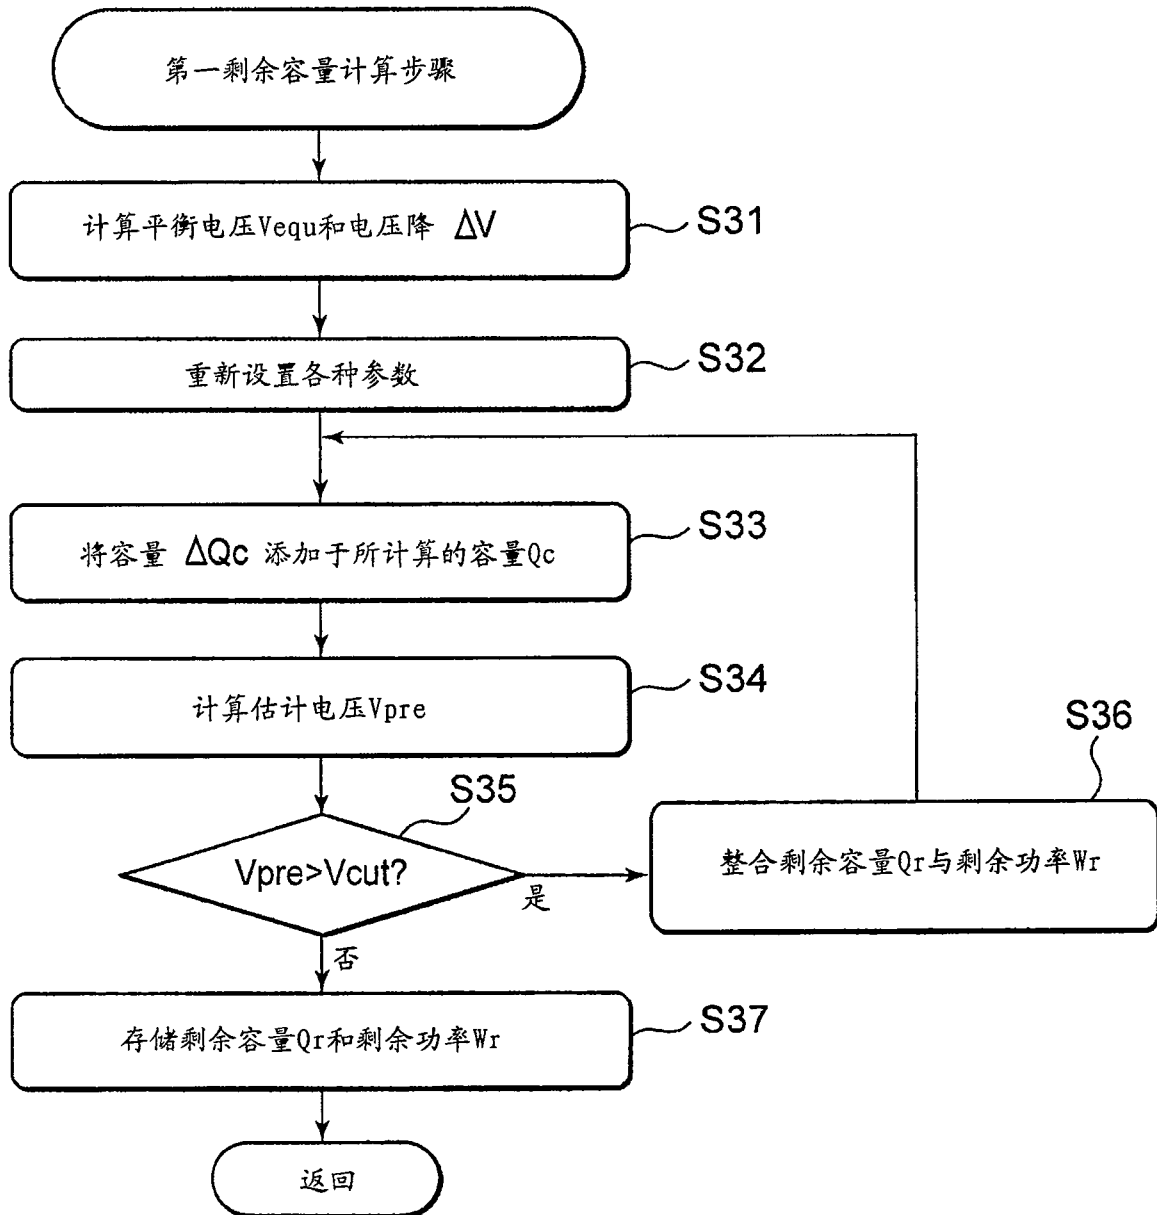 第一剩余容量计算步骤
计算平衡电压Vequ和电压降 ΔV
S31
重新设置各种参数
S32
将容量 ΔQc 添加于所计算的容量Qc
S33
计算估计电压Vpre
S34
Vpre>Vcut?
S35
是
整合剩余容量Qr与剩余功率Wr
S36
否
存储剩余容量Qr和剩余功率Wr
S37
返回